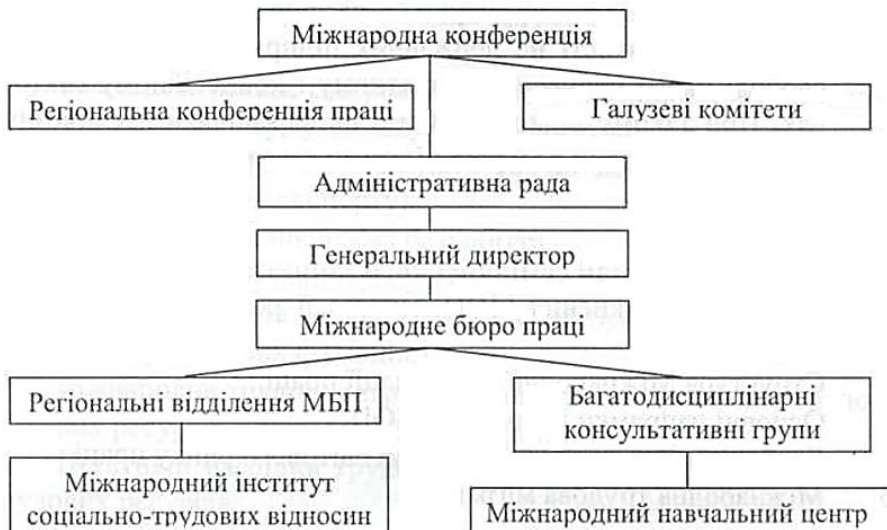 Міжнародна конференція
Регіональна конференція праці
Галузеві комітети
Адміністративна рада
Генеральний директор
Міжнародне бюро праці
Регіональні відділення МБП
Багатодисциплінарні
консультативні групи
Міжнародний інститут
соціально-трудових відносин
Міжнародний навчальний центр